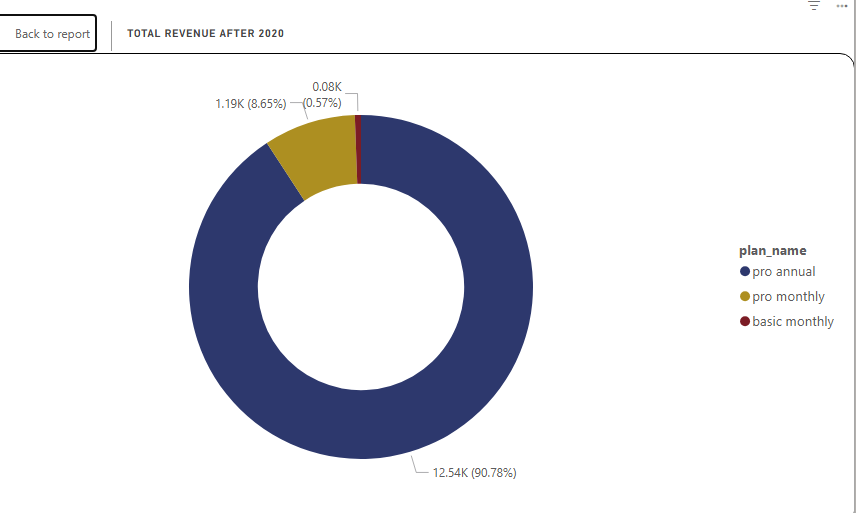 Back to report
TOTAL REVENUE AFTER 2020
0.08K
(0.57%)
1.19K (8.65%)
plan_name
pro annual
pro monthly
basic monthly
12.54K (90.78%)